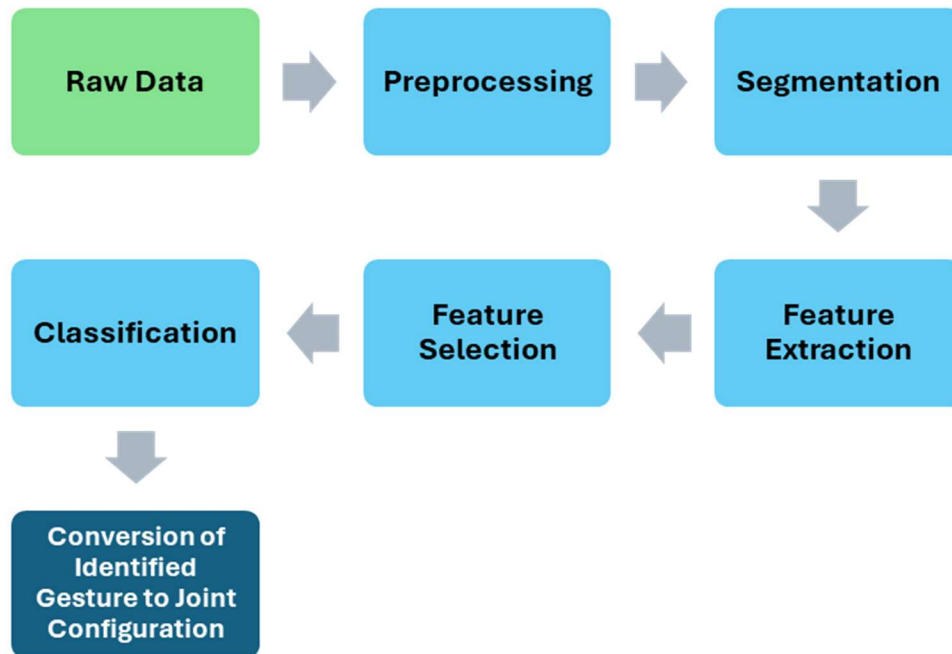 Raw Data
Preprocessing
Segmentation
Feature
Extraction
Feature
Selection
Classification
Conversion of
Identified
Gesture to Joint
Configuration